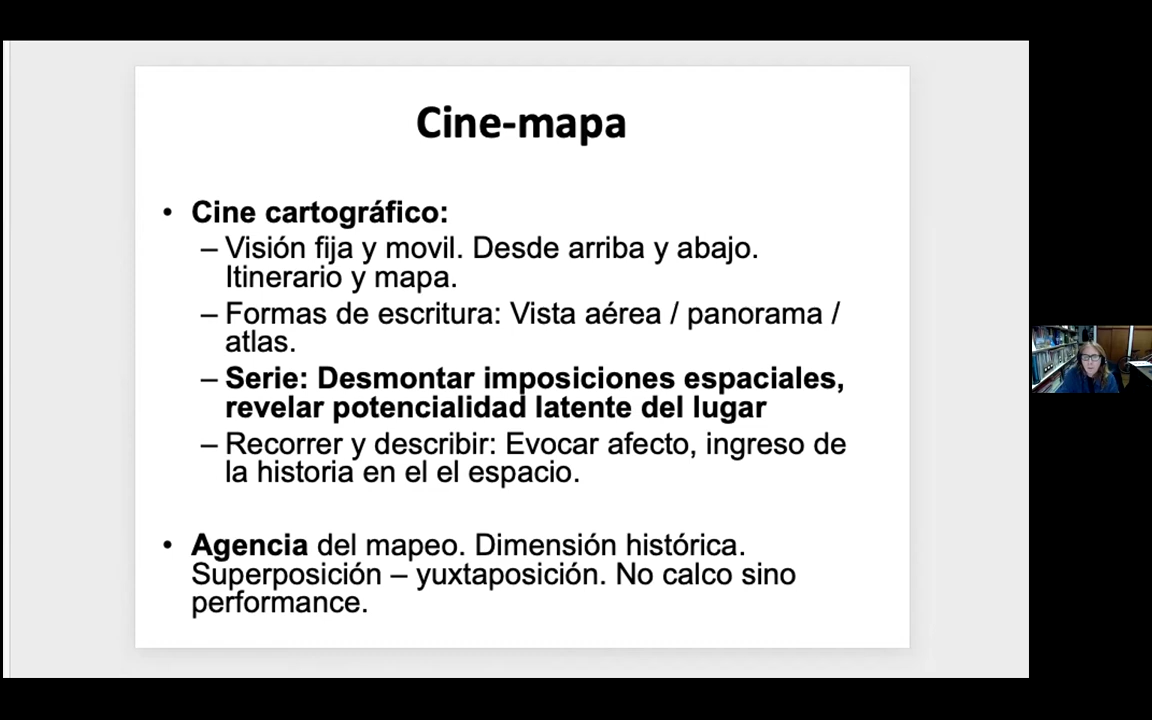 Cine-mapa
• Cine cartográfico:
– Visión fija y movil. Desde arriba y abajo.
Itinerario y mapa.
– Formas de escritura: Vista aérea / panorama /
atlas.
– Serie: Desmontar imposiciones espaciales,
revelar potencialidad latente del lugar
– Recorrer y describir: Evocar afecto, ingreso de
la historia en el el espacio.
• Agencia del mapeo. Dimensión histórica.
Superposición – yuxtaposición. No calco sino
performance.